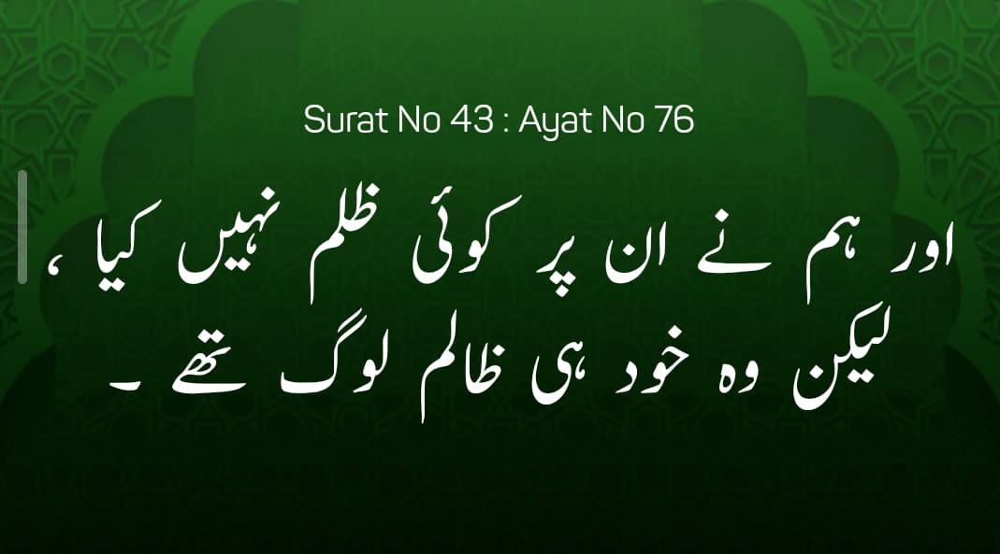 Surat No 43 : Ayat No 76
اور ہم نے ان پر کوئی ظلم نہیں کیا ،
لیکن وہ خود ہی ظالم لوگ تھے ۔